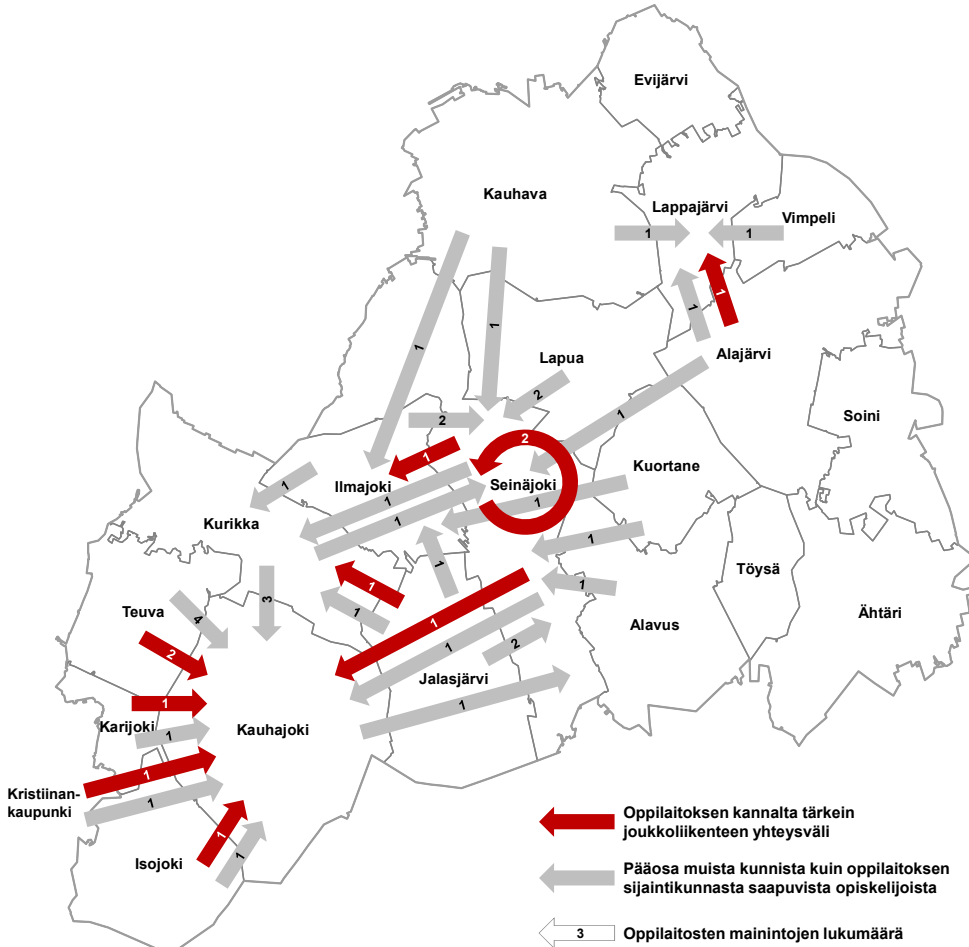 Evijärvi
Kauhava
Lappajärvi
Vimpeli
1
1
1
1
1
1
Lapua
Alajärvi
2
1
2
Soini
1
2
Kuortane
Ilmajoki
Seinäjoki
1
1
1
1
Kurikka
1
1
1
3
1
1
1
Töysä
Teuva
4
1
1
2
Alavus
Ähtäri
2
Jalasjärvi
1
1
Karijoki
1
Kauhajoki
Kristiinan-
kaupunki
1
1
Isojoki
1
1
Oppilaitoksen kannalta tärkein
joukkoliikenteen yhteysväli
Pääosa muista kunnista kuin oppilaitoksen
sijaintikunnasta saapuvista opiskelijoista
3
Oppilaitosten mainintojen lukumäärä